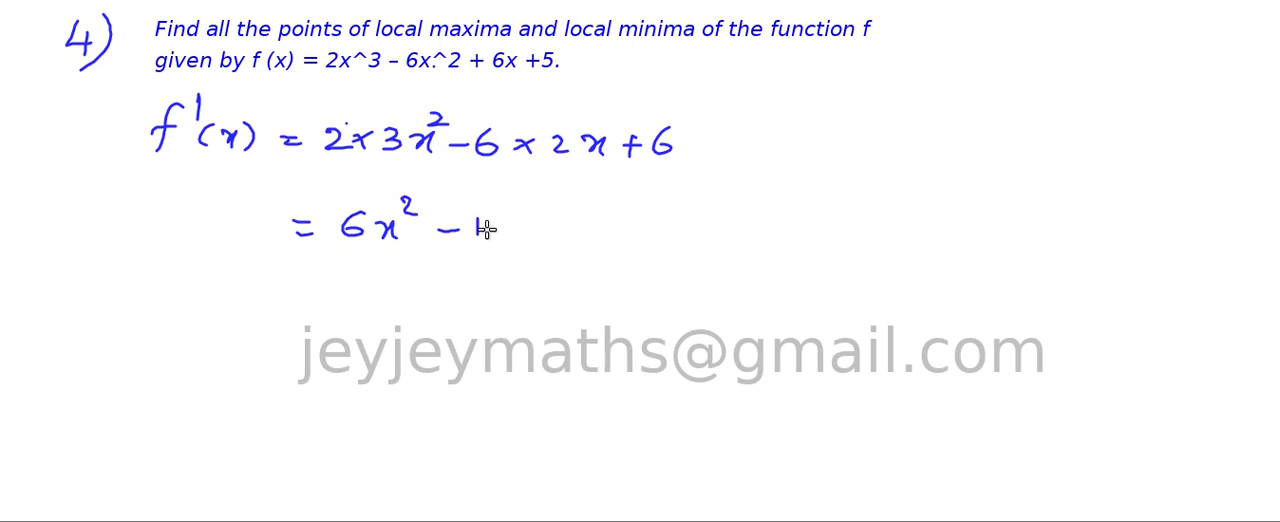 4) Find all the points of local maxima and local minima of the function f
given by f (x) = 2x^3 – 6x^2 + 6x +5.
f'(x) = 2×3x² - 6 × 2x + 6
= 6x² - 1
jeyjeymaths@gmail.com